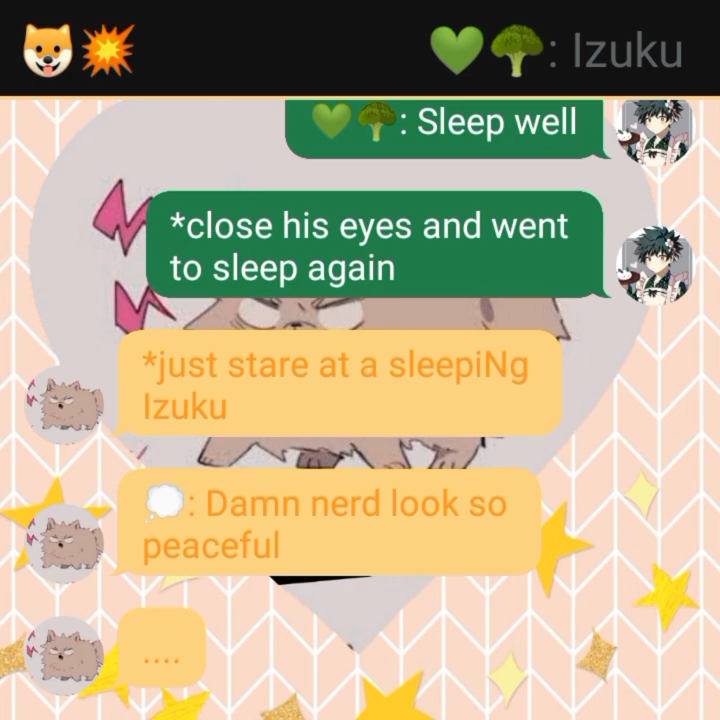 🐶💥
💚🥦: Izuku
💚🥦: Sleep well
*close his eyes and went
to sleep again
*just stare at a sleepiNg
Izuku
💭: Damn nerd look so
peaceful
....